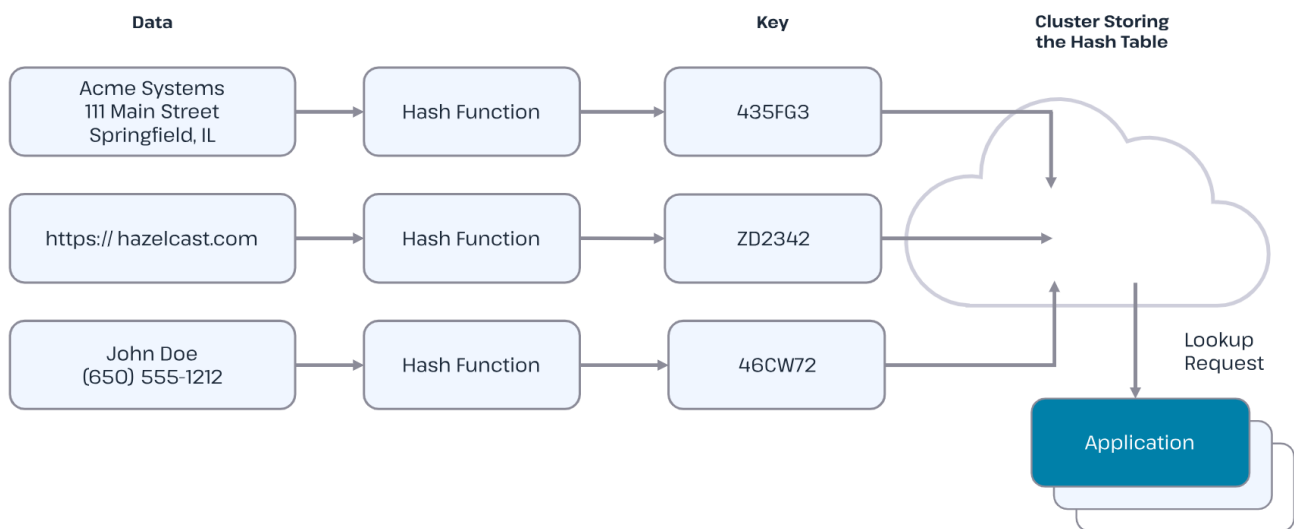 Data
Key
Cluster Storing
the Hash Table
Acme Systems
111 Main Street
Springfield, IL
Hash Function
435FG3
https:// hazelcast.com
Hash Function
ZD2342
John Doe
(650) 555-1212
Hash Function
46CW72
Lookup
Request
Application